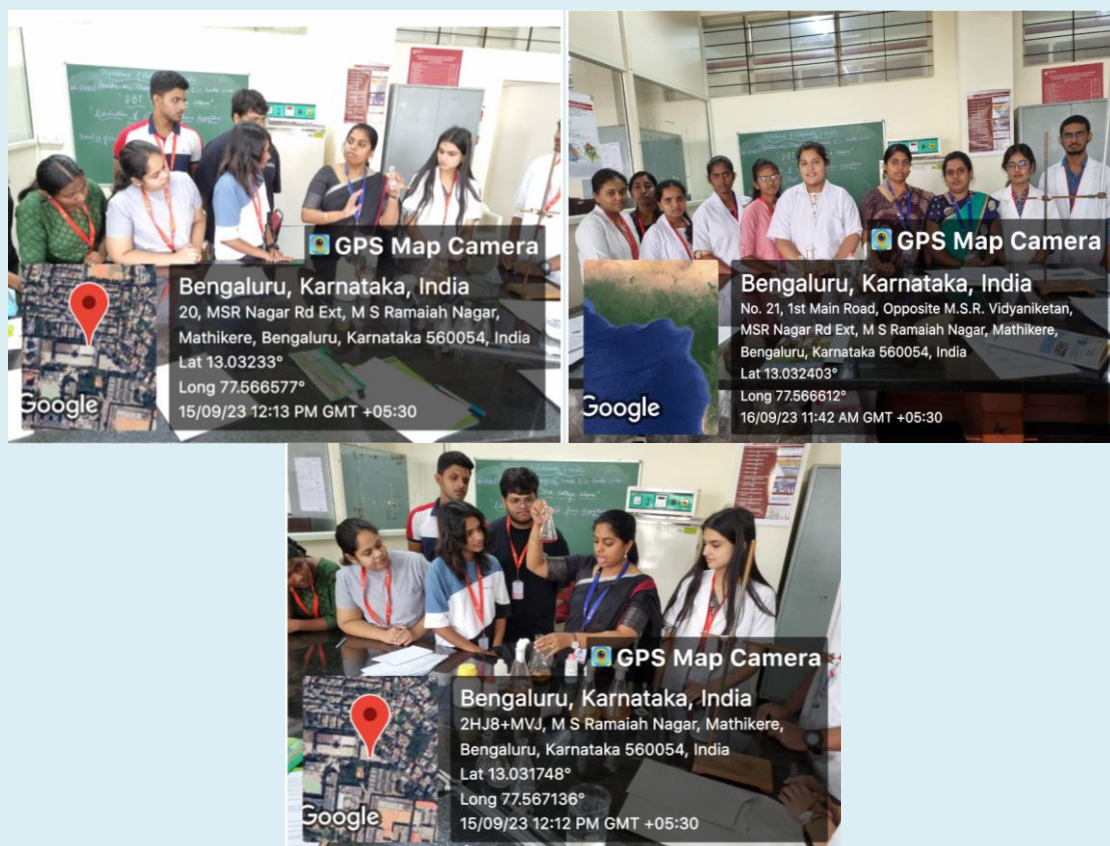 GPS Map Camera
Bengaluru, Karnataka, India
20, MSR Nagar Rd Ext, M S Ramaiah Nagar,
Mathikere, Bengaluru, Karnataka 560054, India
Lat 13.03233°
Long 77.566577°
15/09/23 12:13 PM GMT +05:30
Google
DBT
GPS Map Camera
Bengaluru, Karnataka, India
No. 21, 1st Main Road, Opposite M.S.R. Vidyaniketan,
MSR Nagar Rd Ext, M S Ramaiah Nagar, Mathikere,
Bengaluru, Karnataka 560054, India
Lat 13.032403°
Long 77.566612°
16/09/23 11:42 AM GMT +05:30
Google
DBT
GPS Map Camera
Bengaluru, Karnataka, India
2HJ8+MVJ, M S Ramaiah Nagar, Mathikere,
Bengaluru, Karnataka 560054, India
Lat 13.031748°
Long 77.567136°
15/09/23 12:12 PM GMT +05:30
Google